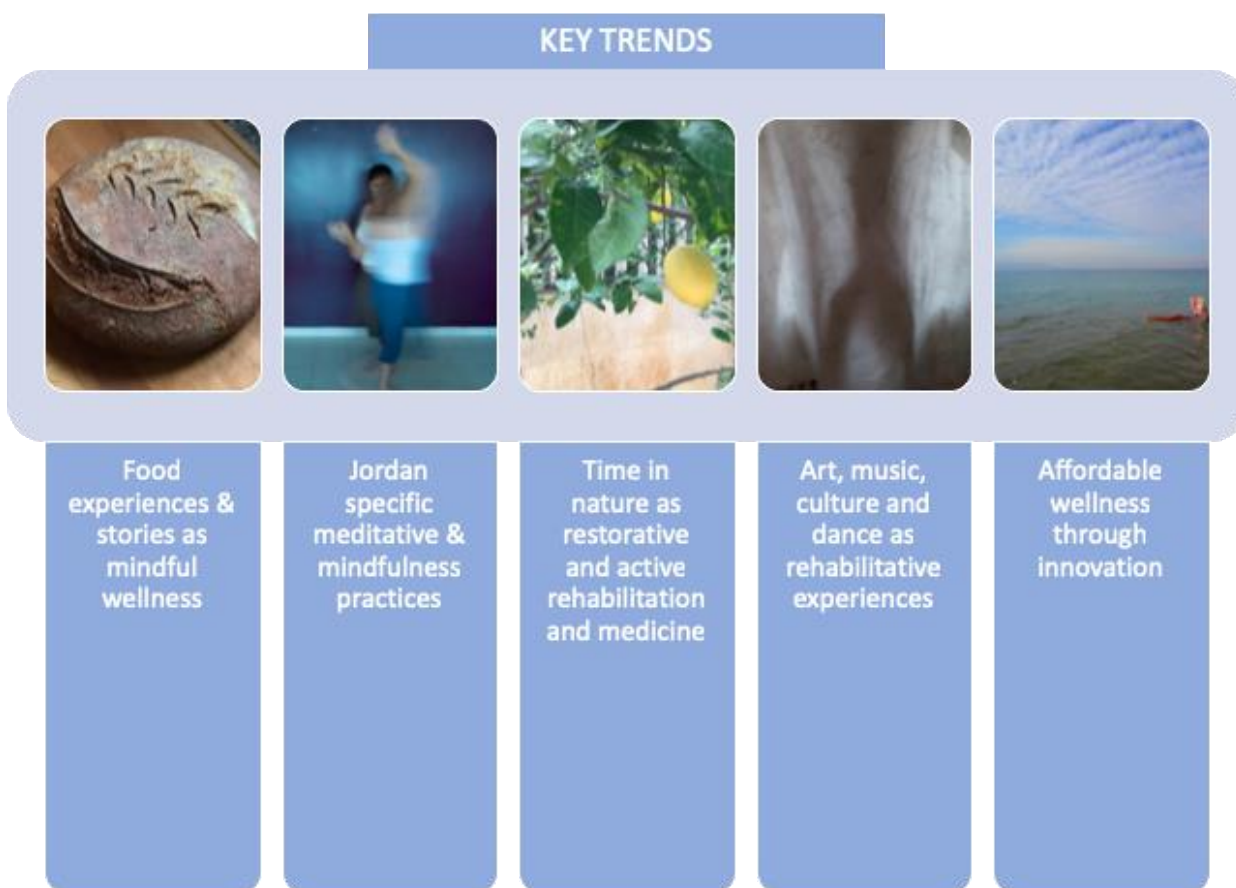 KEY TRENDS
Food
experiences &
stories as
mindful
wellness
Jordan
specific
meditative &
mindfulness
practices
Time in
nature as
restorative
and active
rehabilitation
and medicine
Art, music,
culture and
dance as
rehabilitative
experiences
Affordable
wellness
through
innovation